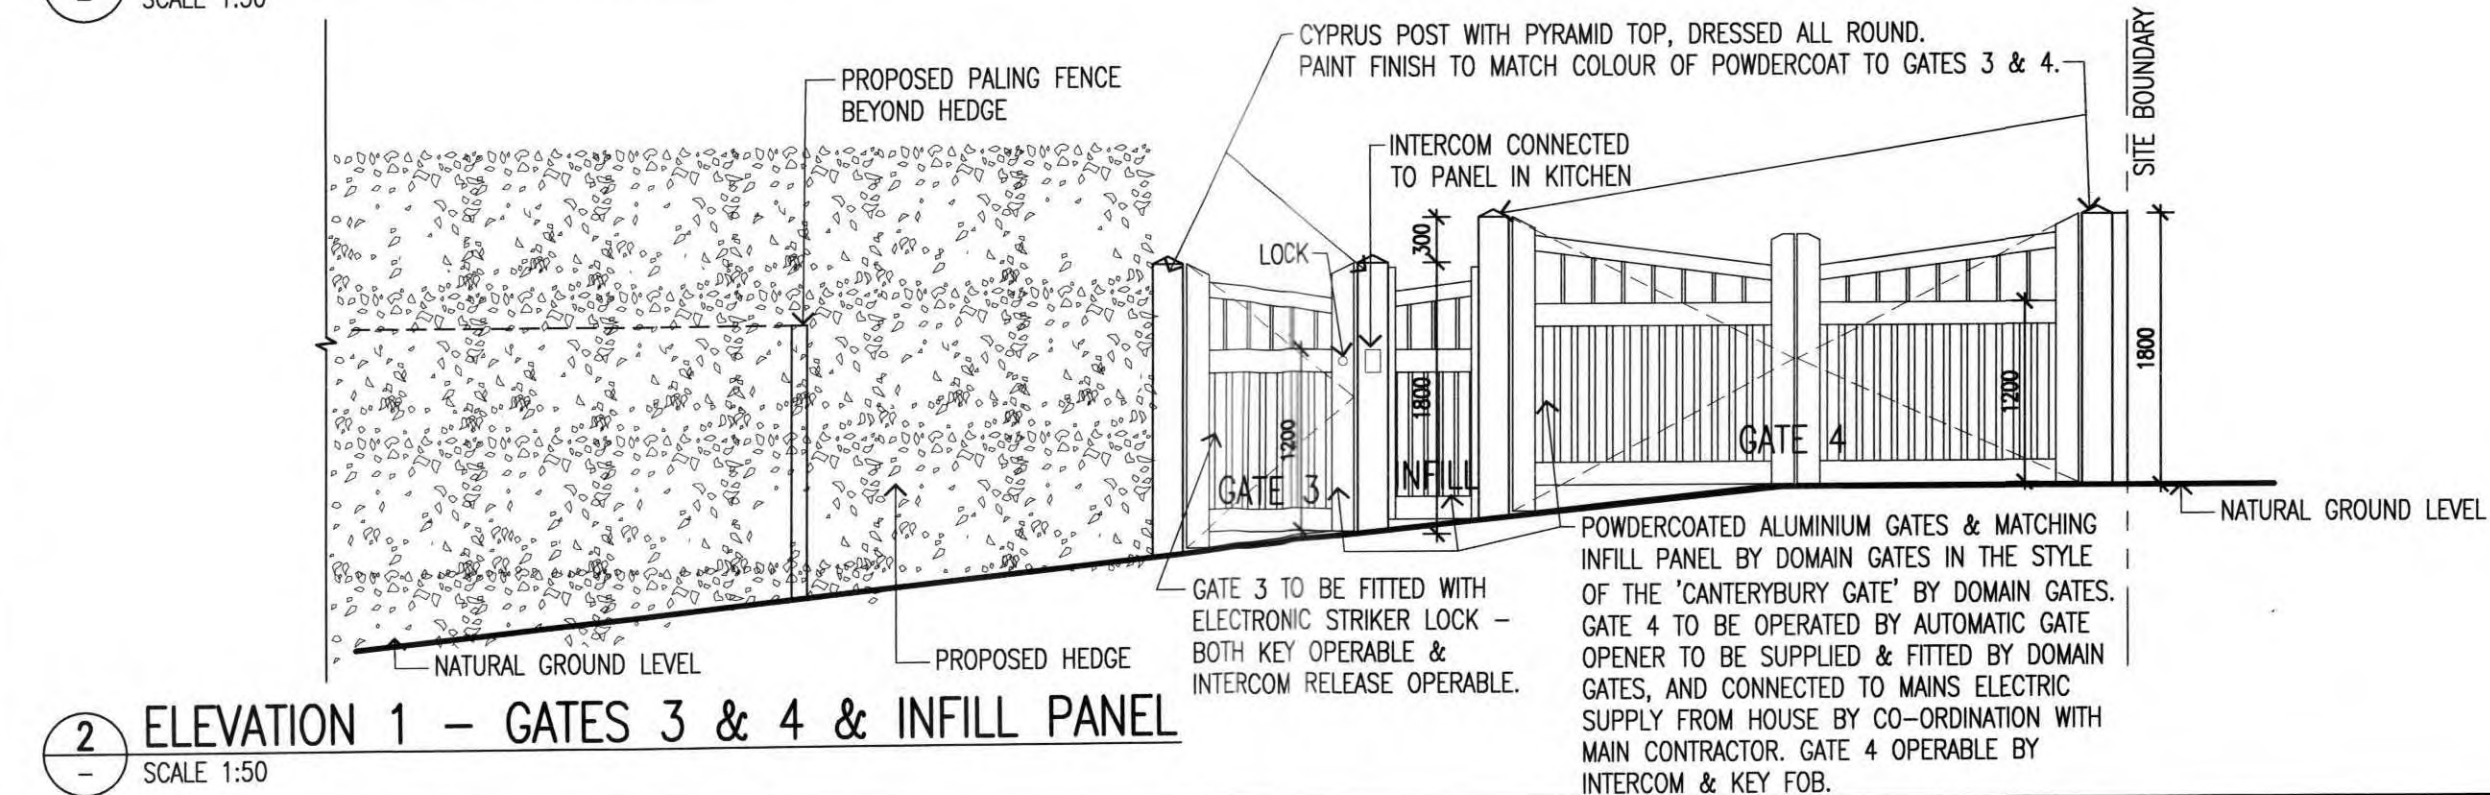 SCALE 1:50
CYPRUS POST WITH PYRAMID TOP, DRESSED ALL ROUND.
PAINT FINISH TO MATCH COLOUR OF POWDERCOAT TO GATES 3 & 4.
SITE BOUNDARY
PROPOSED PALING FENCE
BEYOND HEDGE
INTERCOM CONNECTED
TO PANEL IN KITCHEN
LOCK
300
1800
1800
1200
1200
GATE 3
INFILL
GATE 4
NATURAL GROUND LEVEL
POWDERCOATED ALUMINIUM GATES & MATCHING
INFILL PANEL BY DOMAIN GATES IN THE STYLE
OF THE 'CANTERYBURY GATE' BY DOMAIN GATES.
GATE 4 TO BE OPERATED BY AUTOMATIC GATE
OPENER TO BE SUPPLIED & FITTED BY DOMAIN
GATES, AND CONNECTED TO MAINS ELECTRIC
SUPPLY FROM HOUSE BY CO-ORDINATION WITH
MAIN CONTRACTOR. GATE 4 OPERABLE BY
INTERCOM & KEY FOB.
GATE 3 TO BE FITTED WITH
ELECTRONIC STRIKER LOCK -
BOTH KEY OPERABLE &
INTERCOM RELEASE OPERABLE.
PROPOSED HEDGE
NATURAL GROUND LEVEL
2
-
ELEVATION 1 - GATES 3 & 4 & INFILL PANEL
SCALE 1:50